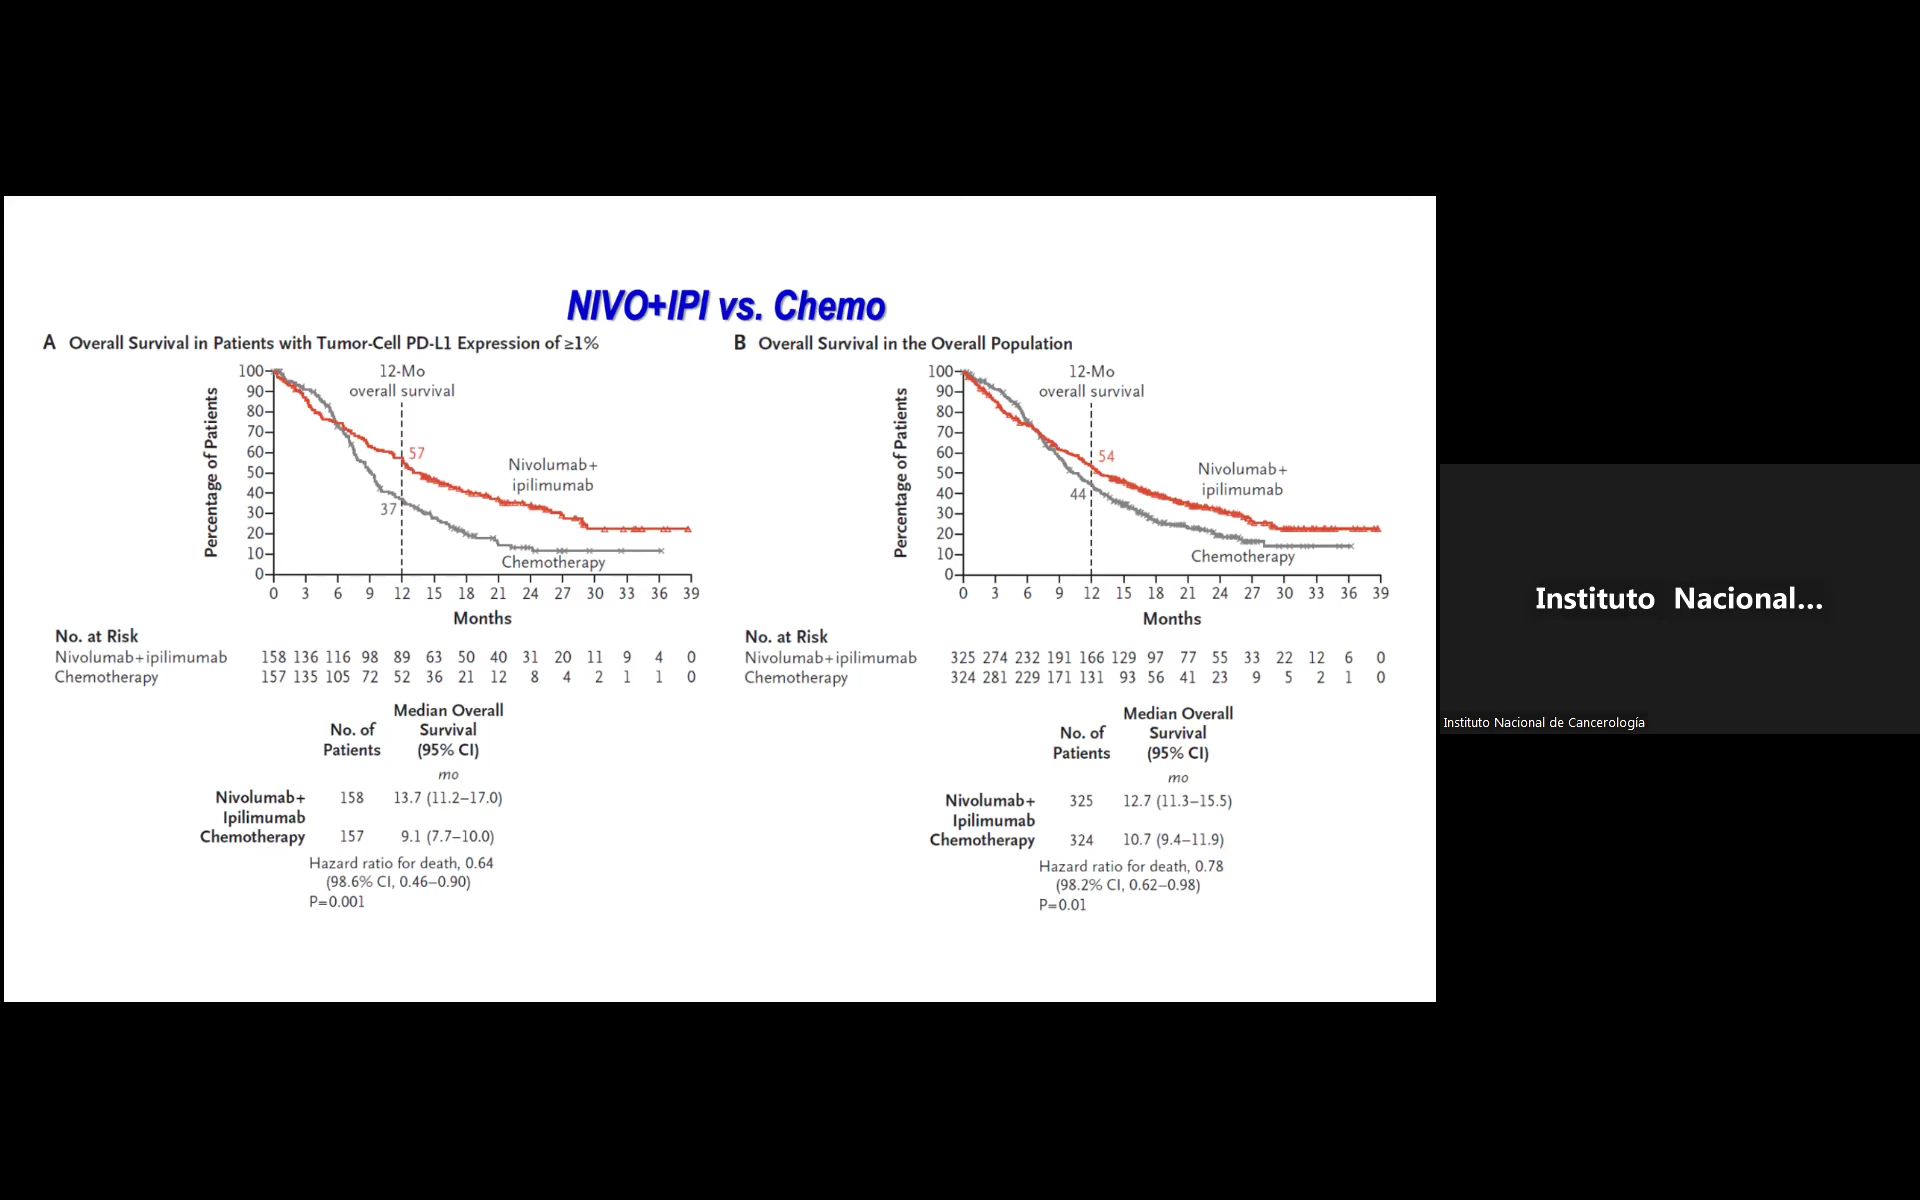 NIVO+IPI vs. Chemo
A Overall Survival in Patients with Tumor-Cell PD-L1 Expression of ≥1%
Percentage of Patients
100
90
80
70
60
50
40
30
20
10
0
12-Mo
overall survival
57
37
Nivolumab+
ipilimumab
Chemotherapy
0 3 6 9 12 15 18 21 24 27 30 33 36 39
Months
No. at Risk
Nivolumab+ipilimumab 158 136 116 98 89 63 50 40 31 20 11 9 4 0
Chemotherapy 157 135 105 72 52 36 21 12 8 4 2 1 1 0
Median Overall
No. of Survival
Patients (95% CI)
mo
Nivolumab+ 158 13.7 (11.2–17.0)
Ipilimumab
Chemotherapy 157 9.1 (7.7–10.0)
Hazard ratio for death, 0.64
(98.6% CI, 0.46–0.90)
P=0.001
B Overall Survival in the Overall Population
Percentage of Patients
100
90
80
70
60
50
40
30
20
10
0
12-Mo
overall survival
54
44
Nivolumab+
ipilimumab
Chemotherapy
0 3 6 9 12 15 18 21 24 27 30 33 36 39
Months
No. at Risk
Nivolumab+ipilimumab 325 274 232 191 166 129 97 77 55 33 22 12 6 0
Chemotherapy 324 281 229 171 131 93 56 41 23 9 5 2 1 0
Median Overall
No. of Survival
Patients (95% CI)
mo
Nivolumab+ 325 12.7 (11.3–15.5)
Ipilimumab
Chemotherapy 324 10.7 (9.4–11.9)
Hazard ratio for death, 0.78
(98.2% CI, 0.62–0.98)
P=0.01
Instituto Nacional...
Instituto Nacional de Cancerología